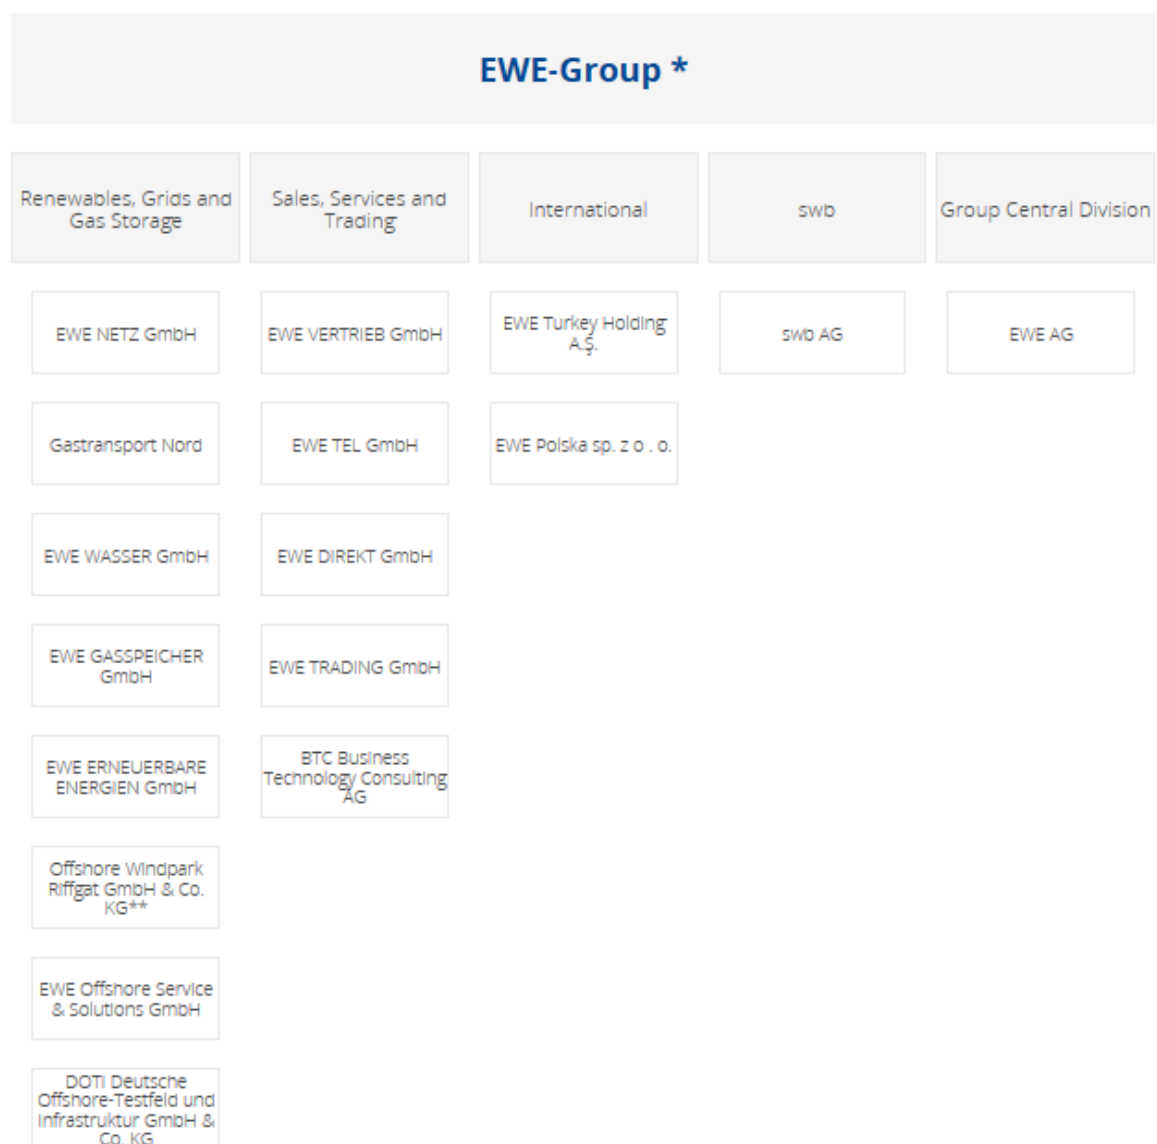 EWE-Group *
Renewables, Grids and
Gas Storage
Sales, Services and
Trading
International
swb
Group Central Division
EWE NETZ GmbH
EWE VERTRIEB GmbH
EWE Turkey Holding
A.Ş.
swb AG
EWE AG
Gastransport Nord
EWE TEL GmbH
EWE Polska sp. z o . o.
EWE WASSER GmbH
EWE DIREKT GmbH
EWE GASSPEICHER
GmbH
EWE TRADING GmbH
EWE ERNEUERBARE
ENERGIEN GmbH
BTC Business
Technology Consulting
AG
Offshore Windpark
Riffgat GmbH & Co.
KG**
EWE Offshore Service
& Solutions GmbH
DOTI Deutsche
Offshore-Testfeld und
Infrastruktur GmbH &
Co. KG